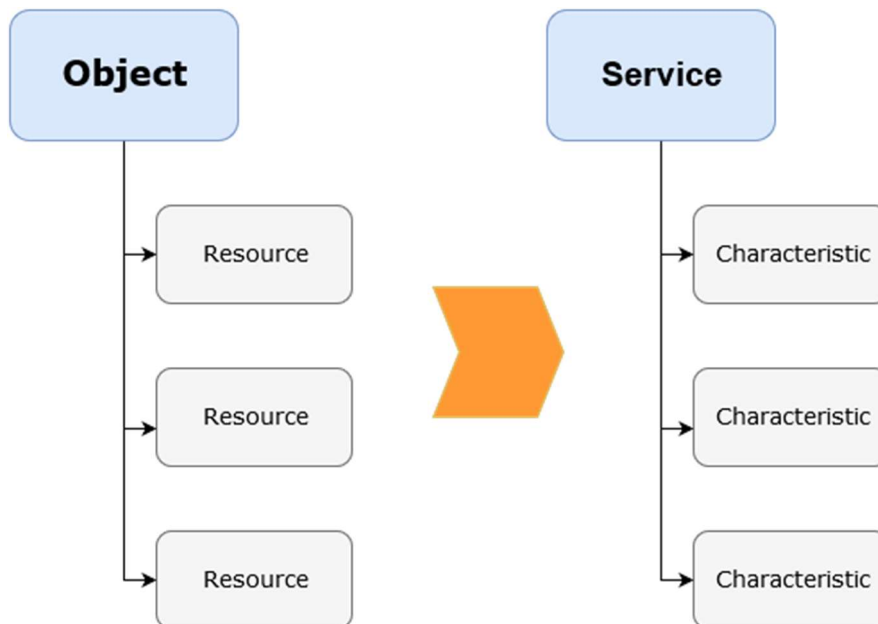 Object
Service
Resource
Characteristic
Resource
Characteristic
Resource
Characteristic